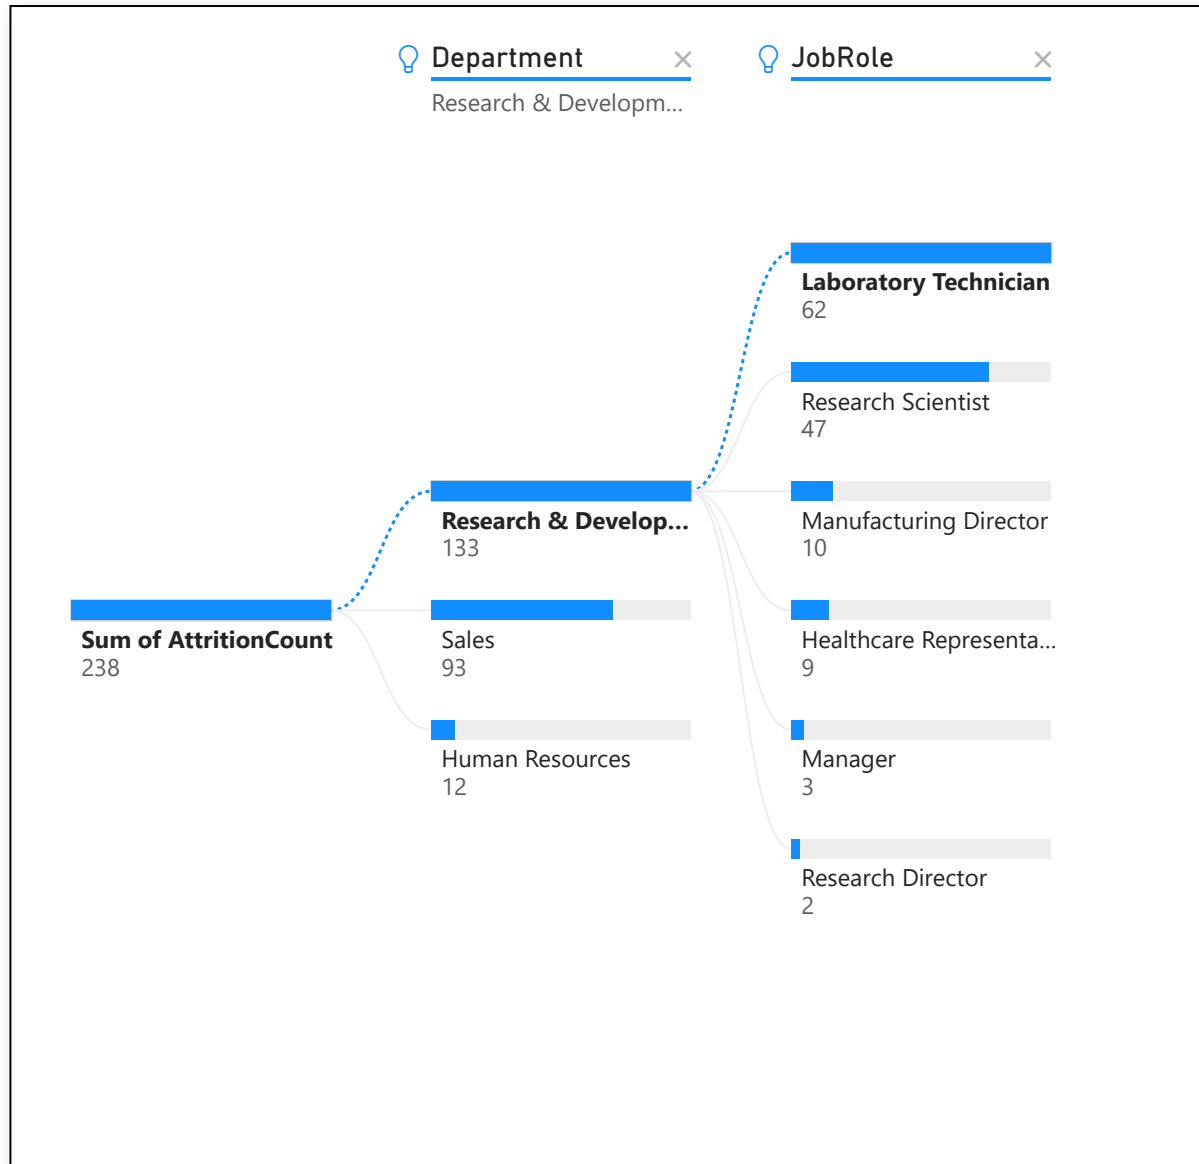 Department
JobRole
Research & Developm...
Laboratory Technician
62
Research Scientist
47
Research & Develop...
133
Manufacturing Director
10
Sum of AttritionCount
238
Sales
93
Healthcare Representa...
9
Human Resources
12
Manager
3
Research Director
2